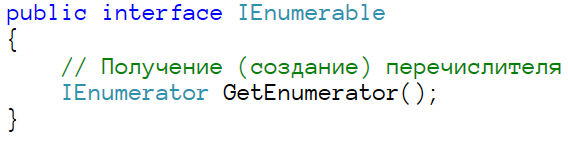 public interface IEnumerable
{
    // Получение (создание) перечислителя
    IEnumerator GetEnumerator();
}